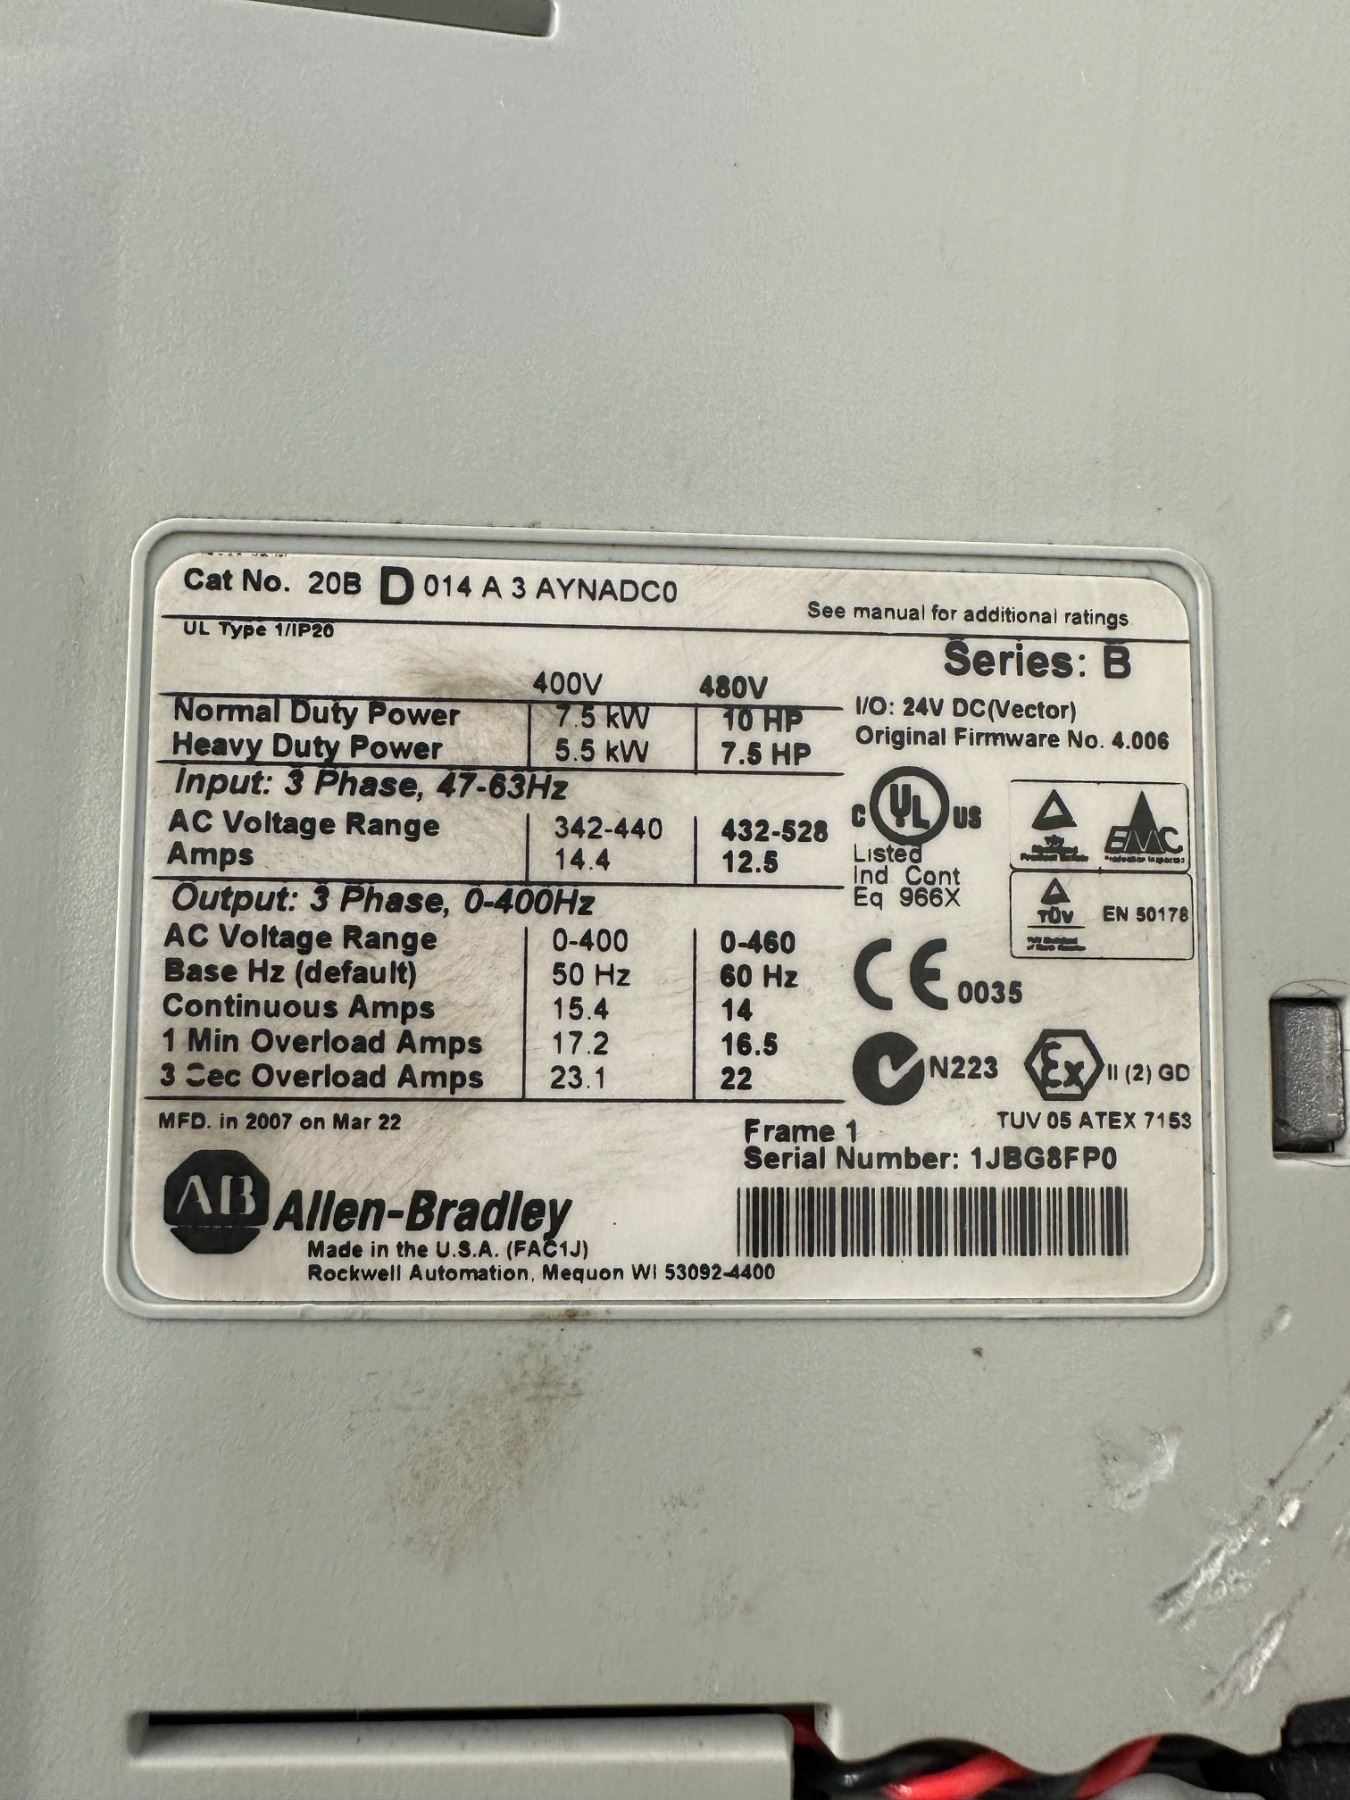 Cat No. 20B D 014 A 3 AYNADC0
See manual for additional ratings
UL Type 1/IP20
Series: B
400V 480V
Normal Duty Power 7.5 kW 10 HP
Heavy Duty Power 5.5 kW 7.5 HP
I/O: 24V DC(Vector)
Original Firmware No. 4.006
Input: 3 Phase, 47-63Hz
AC Voltage Range 342-440 432-528
Amps 14.4 12.5
Output: 3 Phase, 0-400Hz
AC Voltage Range 0-400 0-460
Base Hz (default) 50 Hz 60 Hz
Continuous Amps 15.4 14
1 Min Overload Amps 17.2 16.5
3 Sec Overload Amps 23.1 22
C UL US
Listed
Ind Cont
Eq 966X
EMC
TÜV
EN 50178
CE 0035
N223
Ex II (2) GD
TUV 05 ATEX 7153
MFD. in 2007 on Mar 22
Frame 1
Serial Number: 1JBG8FP0
AB Allen-Bradley
Made in the U.S.A. (FAC1J)
Rockwell Automation, Mequon WI 53092-4400